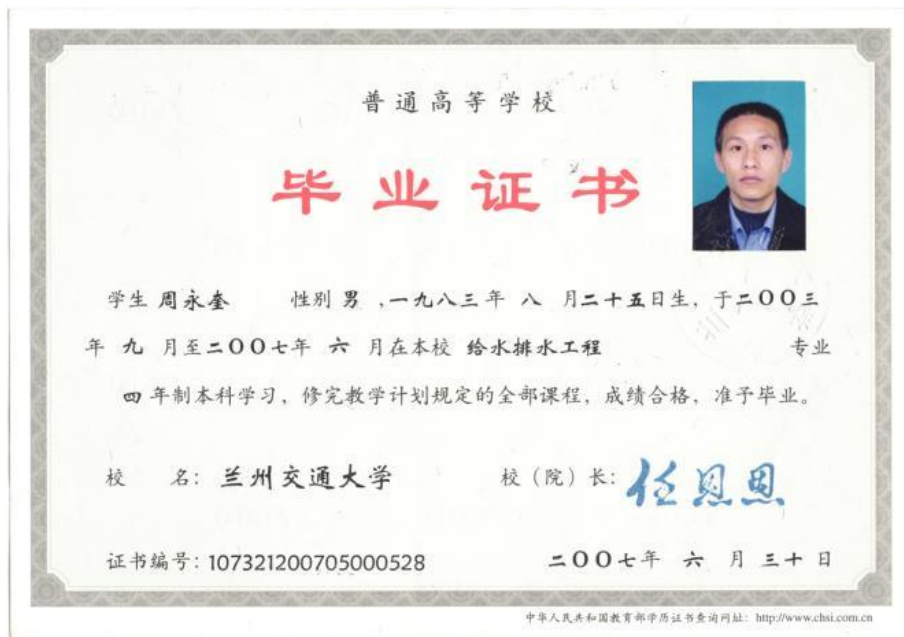 普通高等学校
毕业证书
学生 周永奎 性别 男 ,一九八三年 八 月二十五日生，于二〇〇三
年 九 月至二〇〇七年 六 月在本校 给水排水工程 专业
四 年制本科学习，修完教学计划规定的全部课程，成绩合格，准予毕业。
校 名：兰州交通大学 校（院）长：任恩恩
证书编号：107321200705000528 二〇〇七年 六 月 三十日
中华人民共和国教育部学历证书查询网址：http://www.chsi.com.cn